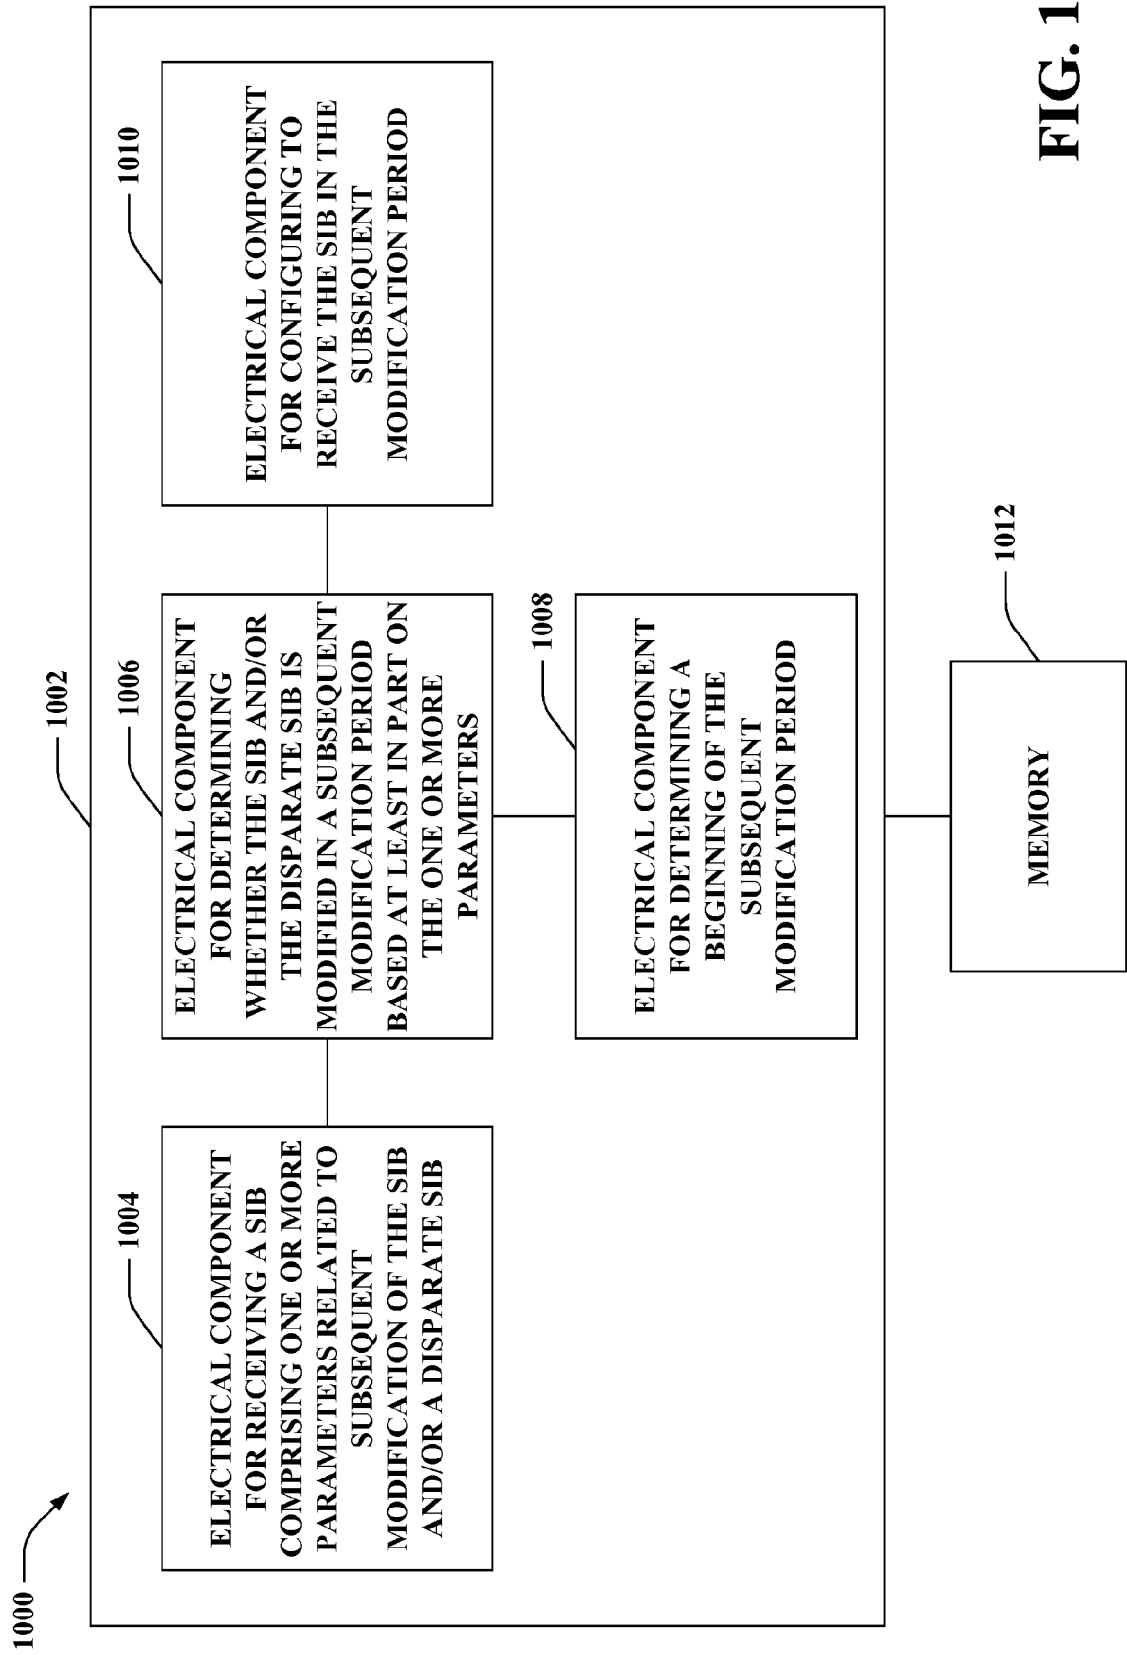 1000
1002
1004
ELECTRICAL COMPONENT
FOR RECEIVING A SIB
COMPRISING ONE OR MORE
PARAMETERS RELATED TO
SUBSEQUENT
MODIFICATION OF THE SIB
AND/OR A DISPARATE SIB
1006
ELECTRICAL COMPONENT
FOR DETERMINING
WHETHER THE SIB AND/OR
THE DISPARATE SIB IS
MODIFIED IN A SUBSEQUENT
MODIFICATION PERIOD
BASED AT LEAST IN PART ON
THE ONE OR MORE
PARAMETERS
1010
ELECTRICAL COMPONENT
FOR CONFIGURING TO
RECEIVE THE SIB IN THE
SUBSEQUENT
MODIFICATION PERIOD
1008
ELECTRICAL COMPONENT
FOR DETERMINING A
BEGINNING OF THE
SUBSEQUENT
MODIFICATION PERIOD
1012
MEMORY
FIG. 1